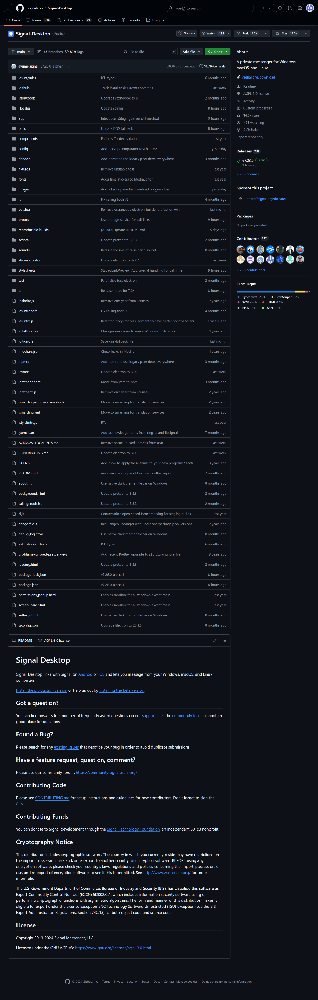 signalapp / Signal-Desktop
Type / to search
Code
Issues 714
Pull requests 24
Actions
Security
Insights
Signal-Desktop Public
Sponsor
Watch 425
Fork 2.6k
Star 14.5k
main
143 Branches
829 Tags
Go to file t
Add file
Code
ayumi-signal v7.26.0-alpha.1
6f83043 · 8 hours ago
10,914 Commits
.eslint/rules ICU types 6 months ago
.github Track installer size across commits last week
.storybook Upgrade storybook to 8 2 months ago
_locales Update strings 8 hours ago
app Introduce isStagingServer util method 9 hours ago
build Update DNS fallback 8 hours ago
components Enables ContextIsolation last year
config Add backup comparator test harness yesterday
danger Add npmrc to use legacy peer deps everywhere 3 months ago
fixtures Remove unstable test last year
fonts Adds time stickers to MediaEditor last year
images Add a backup media download progress bar yesterday
js Fix calling tools JS 4 months ago
patches Remove extraneous electron-builder artifact on win last month
protos Use storage service for call links 9 hours ago
reproducible-builds [#7000] Update README.md 5 days ago
scripts Update prettier to 3.3.3 2 months ago
sounds Reduce volume of raise hand sound 8 months ago
sticker-creator Update electron to 32.0.1 last week
stylesheets StagedLinkPreview: Add special handling for call links 9 hours ago
test Parallelize test-electron 2 months ago
ts Release notes for 7.24 8 hours ago
.babelrc.js Remove end year from licenses 2 years ago
.eslintignore Fix calling tools JS 4 months ago
.eslintrc.js Refactor StoryProgressSegment to have better controlled ani... 3 weeks ago
.gitattributes Changes necessary to make Windows build work 4 years ago
.gitignore Save dns-fallback file last month
.mocharc.json Check leaks in Mocha 4 years ago
.npmrc Add npmrc to use legacy peer deps everywhere 3 months ago
.nvmrc Update electron to 32.0.1 last week
.prettierignore Move from yarn to npm 3 months ago
.prettierrc.js Remove end year from licenses 2 years ago
.smartling-source-example.sh Move to smartling for translation services 2 years ago
.smartling.yml Move to smartling for translation services 2 years ago
.stylelintrc.js RTL last year
.yarnclean Add acknowledgements from ringrtc and libsignal 7 months ago
ACKNOWLEDGMENTS.md Remove some unused libraries from asar last week
CONTRIBUTING.md Update electron to 32.0.1 last week
LICENSE Add "how to apply these terms to your new programs" secti... 3 years ago
README.md use consistent copyright notice to other repos 7 months ago
about.html Use native dark theme titlebar on Windows 8 months ago
background.html Update prettier to 3.3.3 2 months ago
calling_tools.html Update prettier to 3.3.3 2 months ago
ci.js Conversation open speed benchmarking for staging builds last year
dangerfile.js Init Danger/Endanger with Backbone/package.json versions ... 2 years ago
debug_log.html Use native dark theme titlebar on Windows 8 months ago
eslint-local-rules.js ICU types 6 months ago
git-blame-ignored-prettier-revs Add recent Prettier upgrade to git blame ignore file 3 years ago
loading.html Update prettier to 3.3.3 2 months ago
package-lock.json v7.26.0-alpha.1 8 hours ago
package.json v7.26.0-alpha.1 8 hours ago
permissions_popup.html Enables sandbox for all windows except main last year
screenShare.html Enables sandbox for all windows except main last year
settings.html Use native dark theme titlebar on Windows 8 months ago
tsconfig.json Upgrade Electron to 28.1.5 8 months ago
About
A private messenger for Windows,
macOS, and Linux.
signal.org/download
Readme
AGPL-3.0 license
Activity
Custom properties
14.5k stars
425 watching
2.6k forks
Report repository
Releases 751
v7.23.0 Latest
9 hours ago
+ 750 releases
Sponsor this project
https://signal.org/donate/
Packages
No packages published
Contributors 222
+ 208 contributors
Languages
TypeScript 82.0% JavaScript 13.2%
SCSS 4.6% HTML 0.1%
NSIS 0.1% Shell 0.0%
README
AGPL-3.0 license
Signal Desktop
Signal Desktop links with Signal on Android or iOS and lets you message from your Windows, macOS, and Linux
computers.
Install the production version or help us out by installing the beta version.
Got a question?
You can find answers to a number of frequently asked questions on our support site. The community forum is another
good place for questions.
Found a Bug?
Please search for any existing issues that describe your bug in order to avoid duplicate submissions.
Have a feature request, question, comment?
Please use our community forum: https://community.signalusers.org/
Contributing Code
Please see CONTRIBUTING.md for setup instructions and guidelines for new contributors. Don't forget to sign the
CLA.
Contributing Funds
You can donate to Signal development through the Signal Technology Foundation, an independent 501c3 nonprofit.
Cryptography Notice
This distribution includes cryptographic software. The country in which you currently reside may have restrictions on
the import, possession, use, and/or re-export to another country, of encryption software. BEFORE using any
encryption software, please check your country's laws, regulations and policies concerning the import, possession, or
use, and re-export of encryption software, to see if this is permitted. See http://www.wassenaar.org/ for more
information.
The U.S. Government Department of Commerce, Bureau of Industry and Security (BIS), has classified this software as
Export Commodity Control Number (ECCN) 5D002.C.1, which includes information security software using or
performing cryptographic functions with asymmetric algorithms. The form and manner of this distribution makes it
eligible for export under the License Exception ENC Technology Software Unrestricted (TSU) exception (see the BIS
Export Administration Regulations, Section 740.13) for both object code and source code.
License
Copyright 2013-2024 Signal Messenger, LLC
Licensed under the GNU AGPLv3: https://www.gnu.org/licenses/agpl-3.0.html
© 2024 GitHub, Inc. Terms Privacy Security Status Docs Contact Manage cookies Do not share my personal information